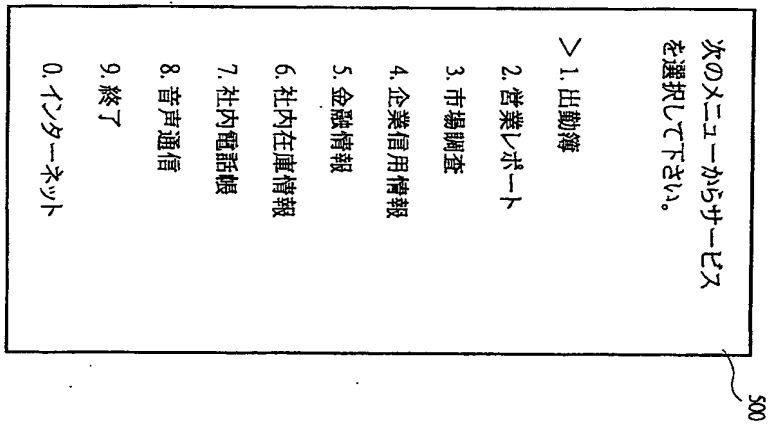 次のメニューからサービス
を選択して下さい。
＞1. 出勤簿
2. 営業レポート
3. 市場調査
4. 企業信用情報
5. 金融情報
6. 社内在庫情報
7. 社内電話帳
8. 音声通信
9. 終了
0. インターネット
500